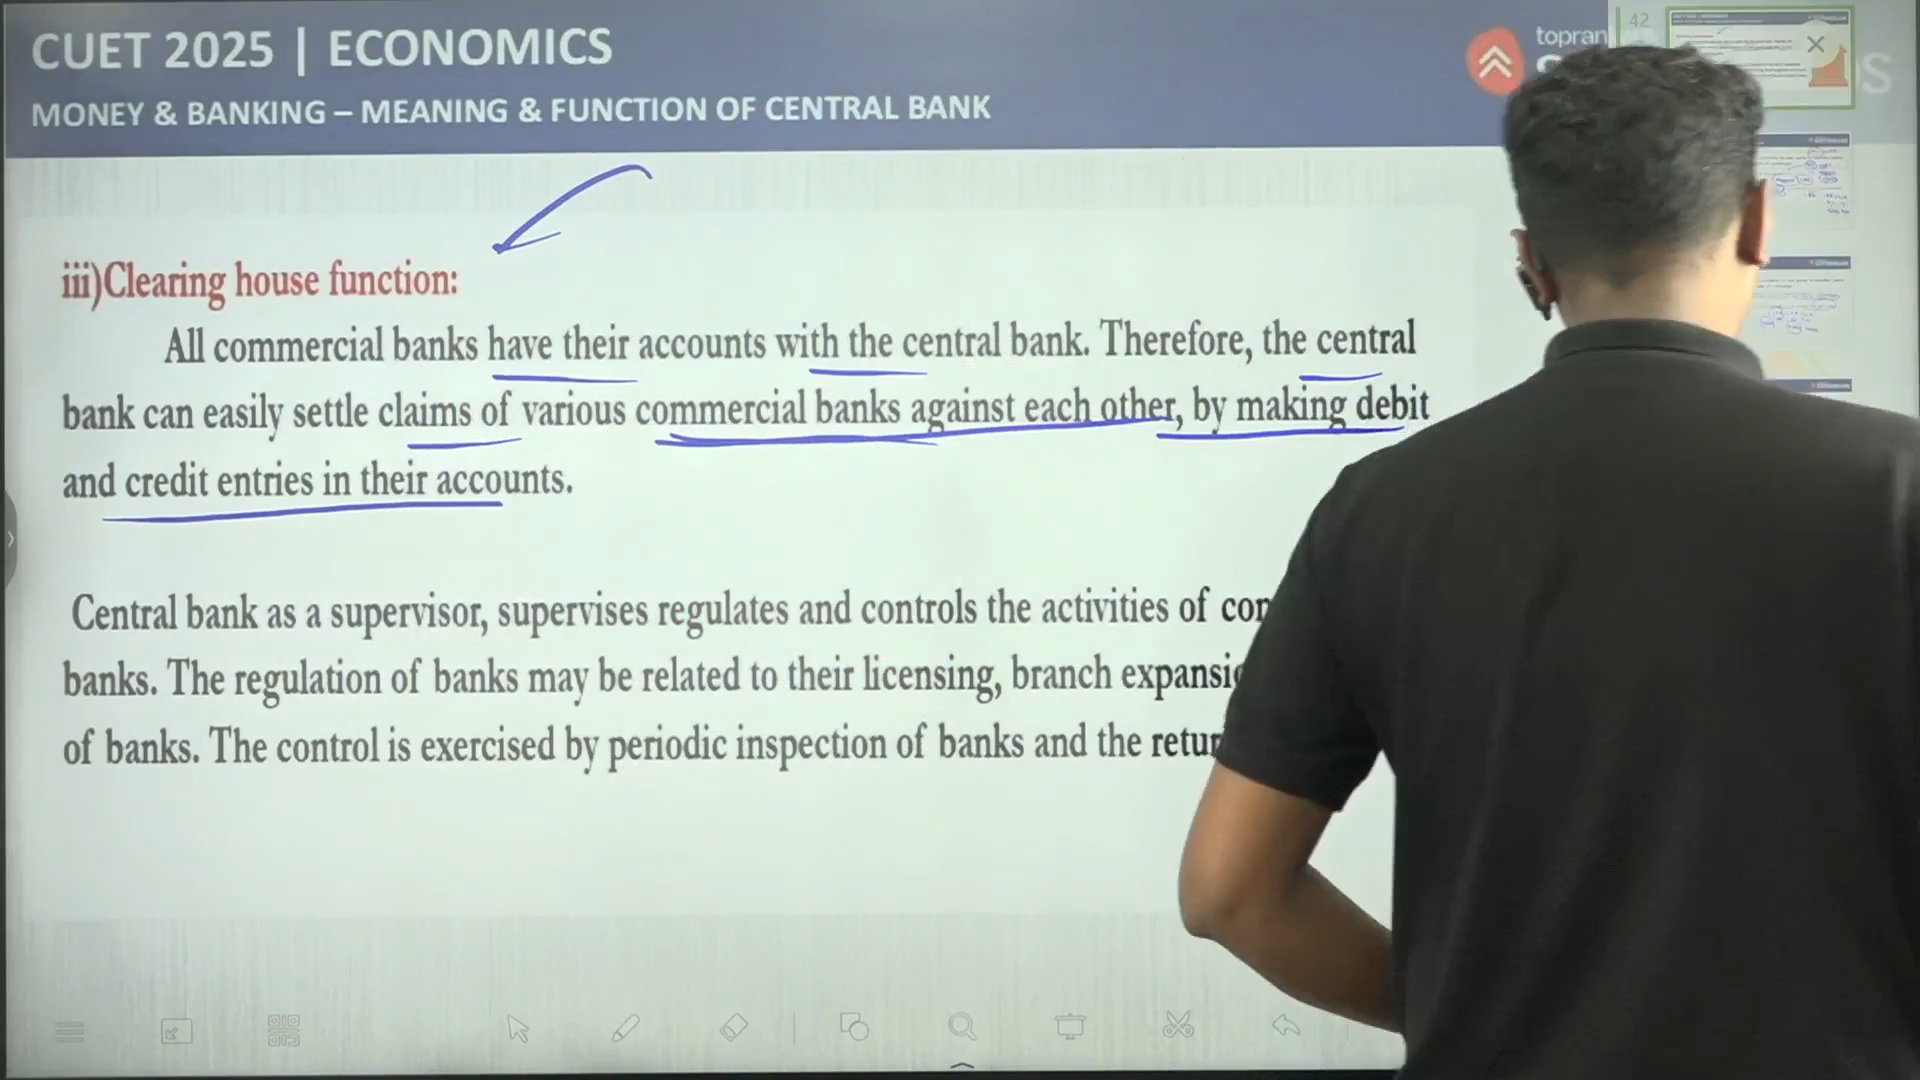 CUET 2025 | ECONOMICS
MONEY & BANKING – MEANING & FUNCTION OF CENTRAL BANK
42
iii)Clearing house function:
All commercial banks have their accounts with the central bank. Therefore, the central
bank can easily settle claims of various commercial banks against each other, by making debit
and credit entries in their accounts.
Central bank as a supervisor, supervises regulates and controls the activities of
banks. The regulation of banks may be related to their licensing, branch
of banks. The control is exercised by periodic inspection of banks and the